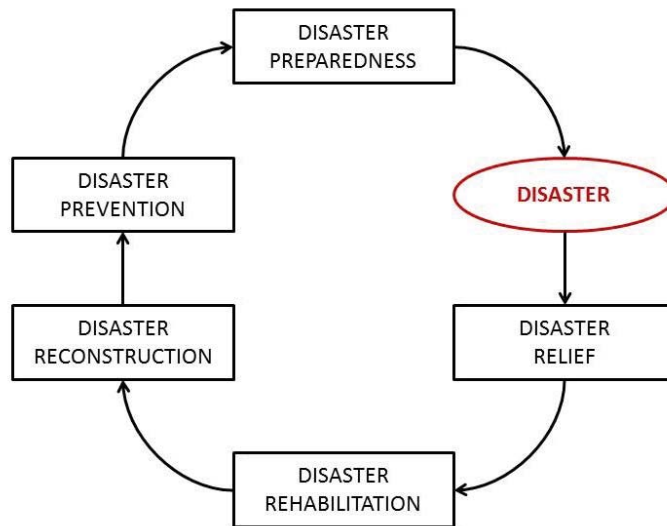 DISASTER
PREPAREDNESS
DISASTER
DISASTER
RELIEF
DISASTER
REHABILITATION
DISASTER
RECONSTRUCTION
DISASTER
PREVENTION